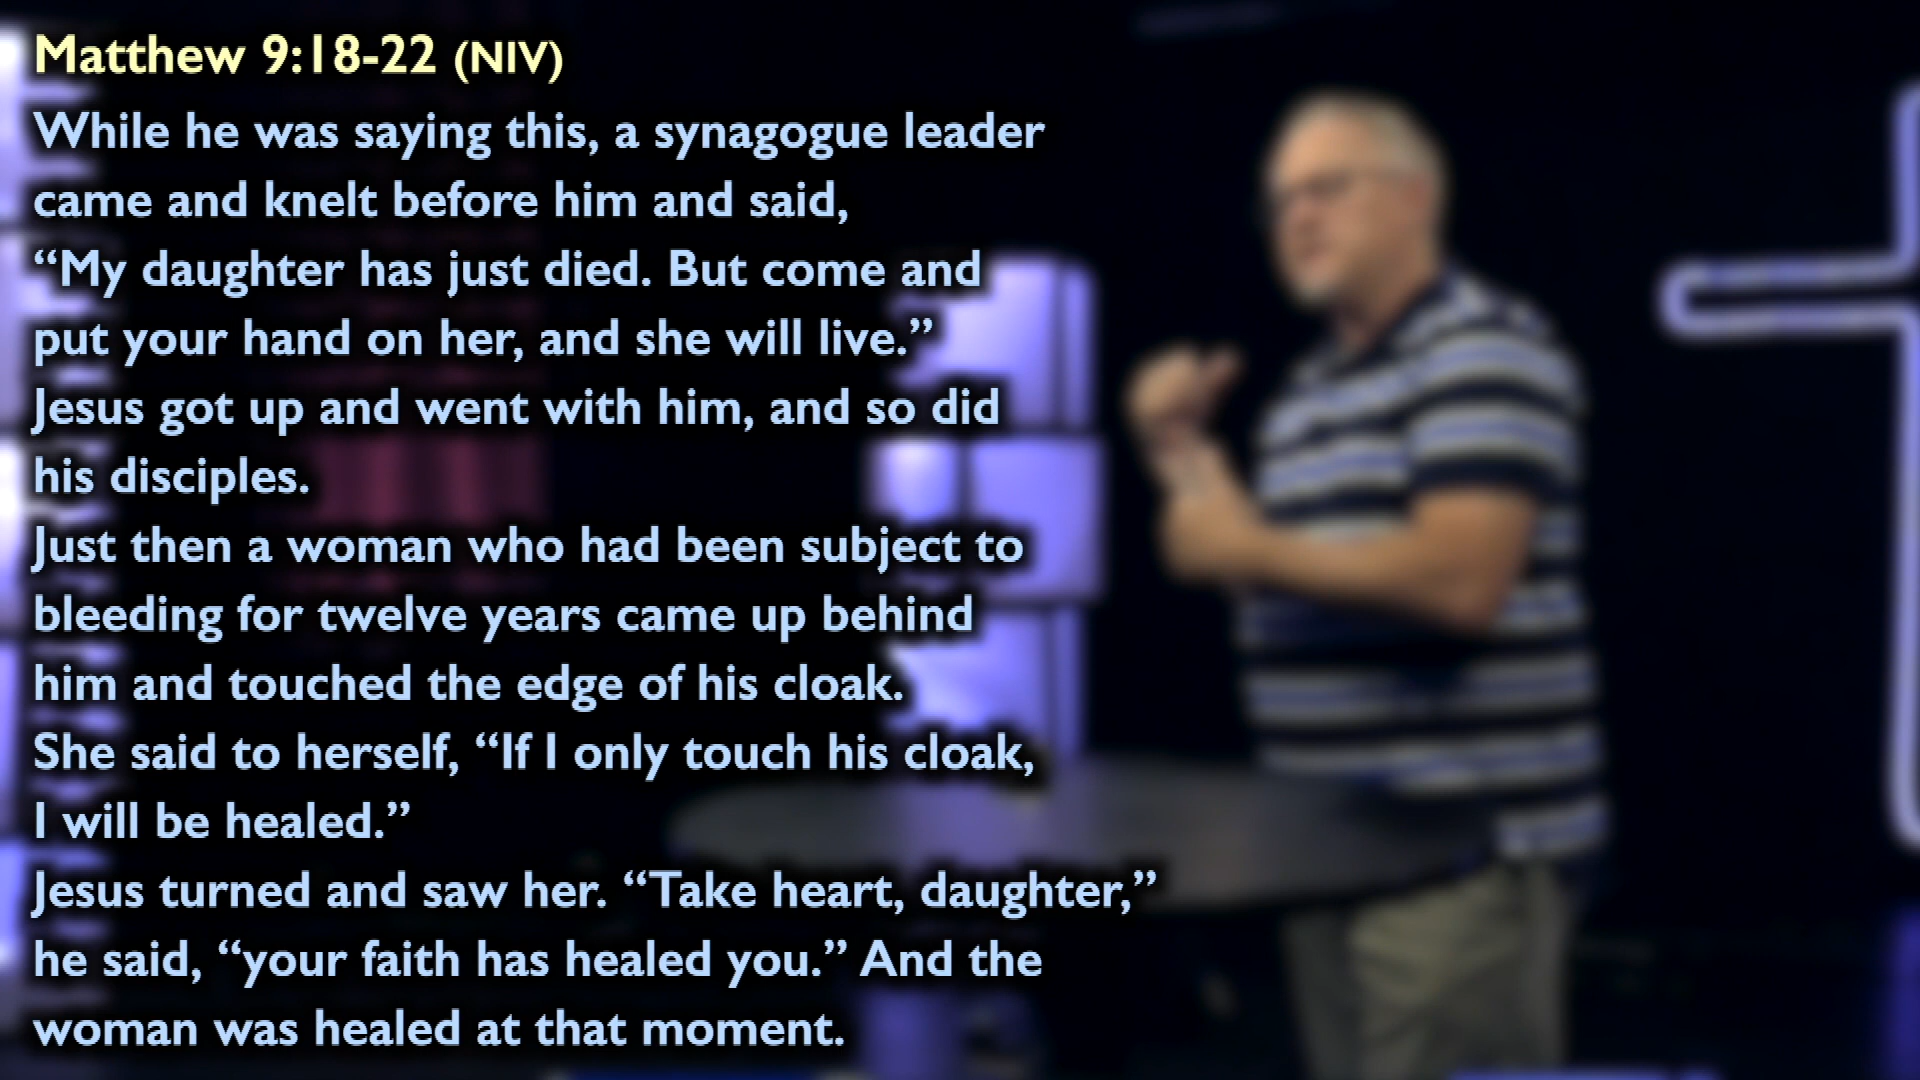 Matthew 9:18-22 (NIV)
While he was saying this, a synagogue leader
came and knelt before him and said,
“My daughter has just died. But come and
put your hand on her, and she will live.”
Jesus got up and went with him, and so did
his disciples.
Just then a woman who had been subject to
bleeding for twelve years came up behind
him and touched the edge of his cloak.
She said to herself, “If I only touch his cloak,
I will be healed.”
Jesus turned and saw her. “Take heart, daughter,”
he said, “your faith has healed you.” And the
woman was healed at that moment.